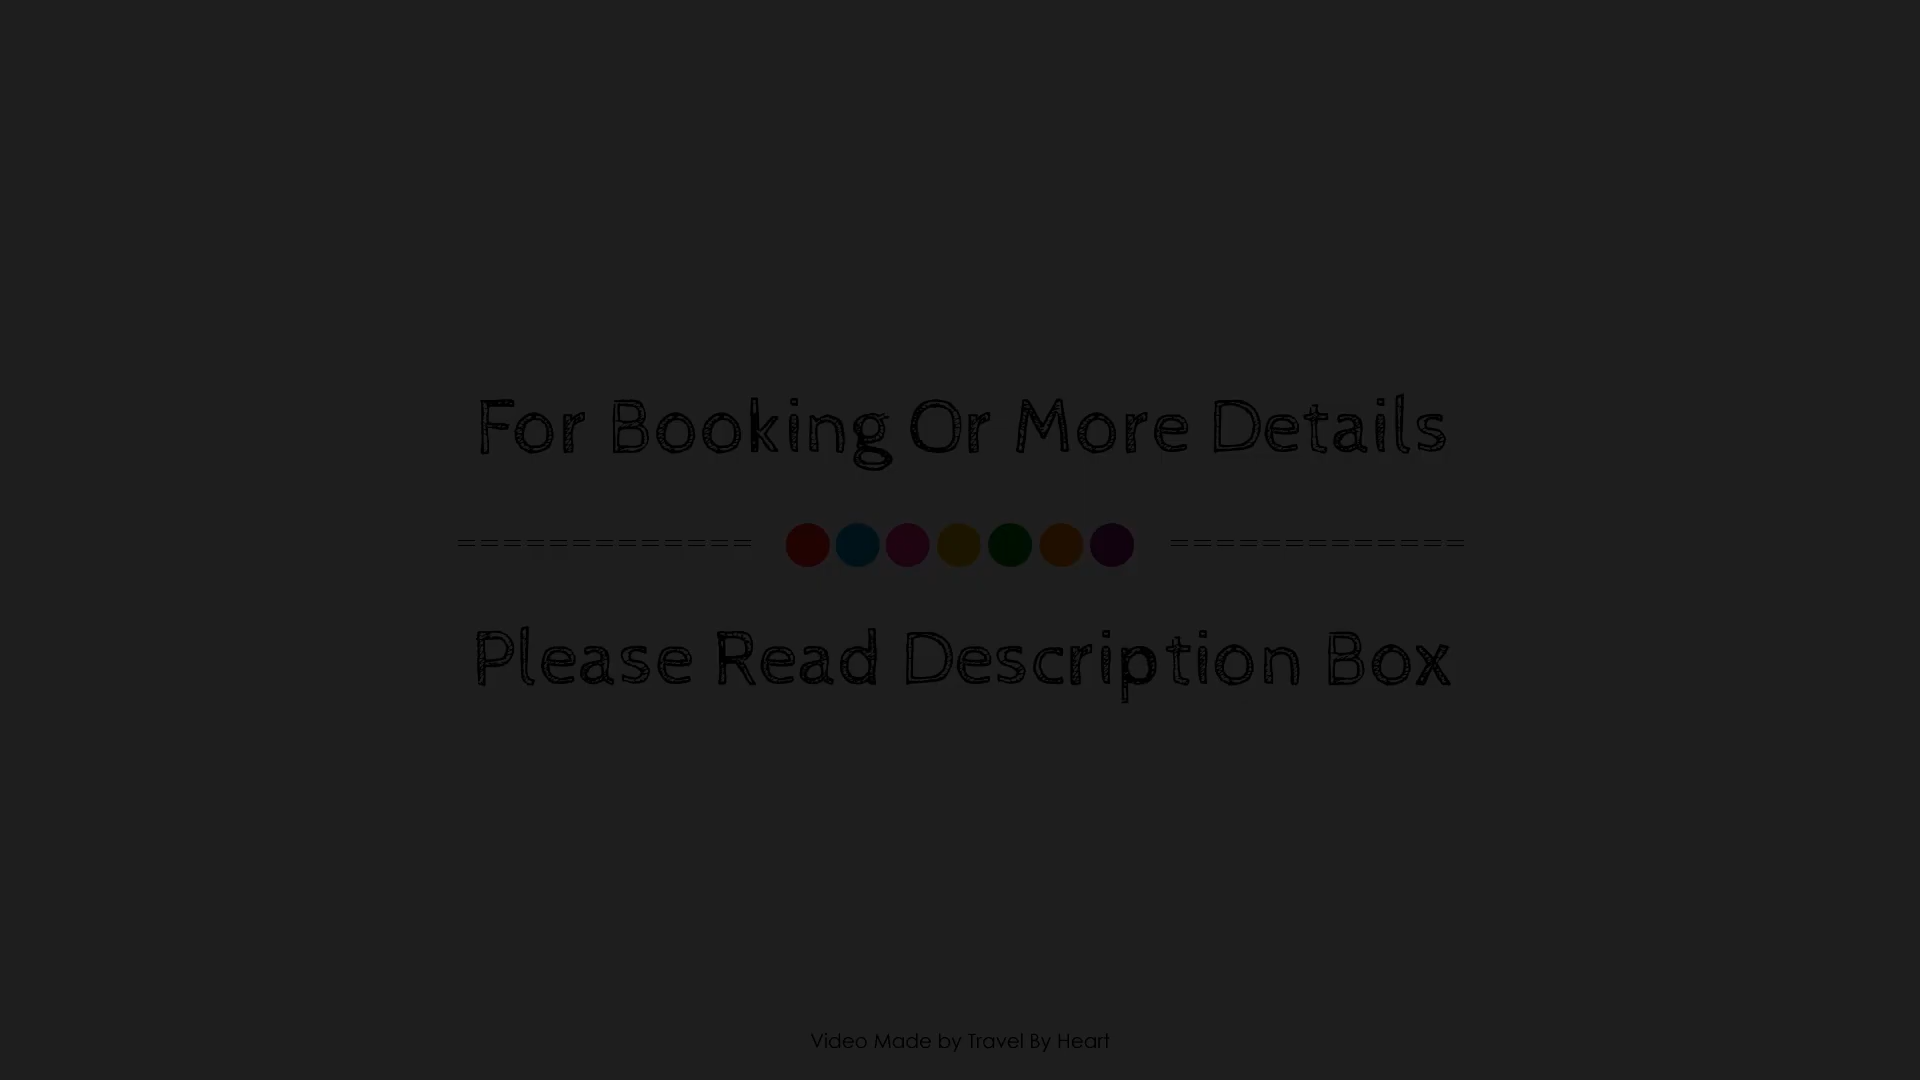 For Booking Or More Details
============= =============
Please Read Description Box
Video Made by Travel By Heart